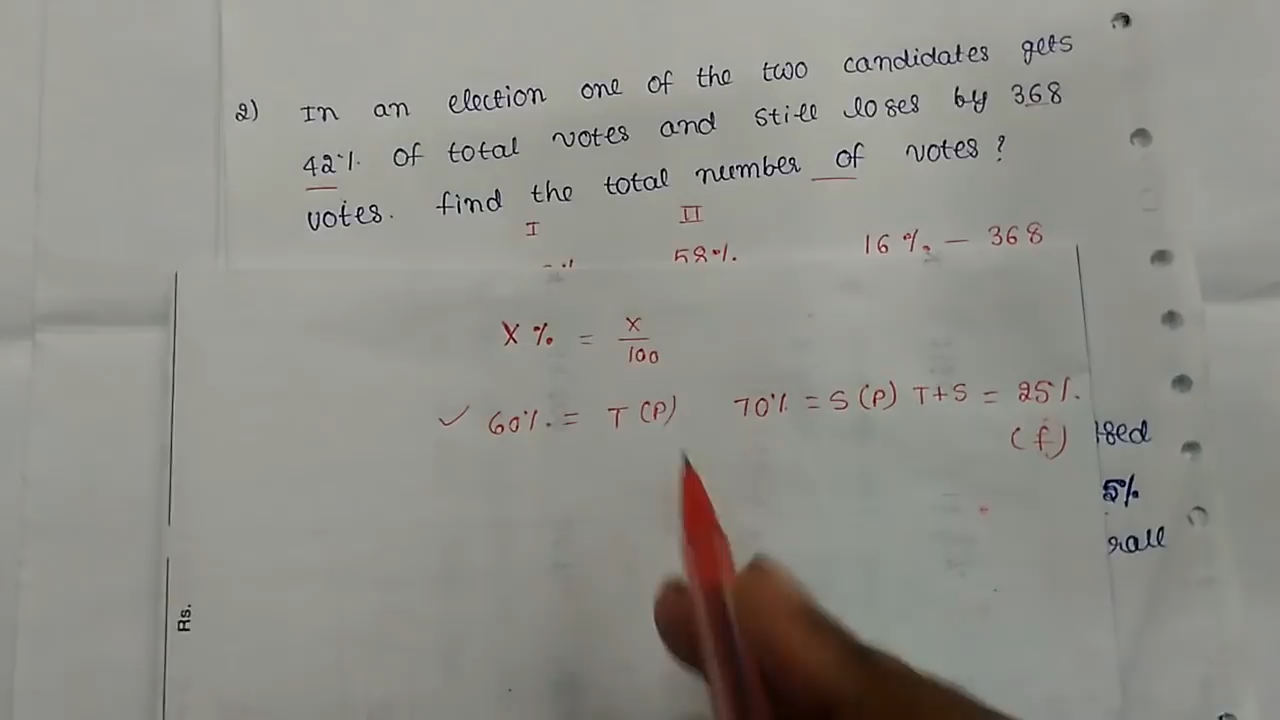 2) In an election one of the two candidates gets
42% of total votes and still loses by 368
votes. find the total number of votes?
I II
58% 16% - 368
X% = X/100
✓ 60% = T(P) 70% = S(P) T+S = 25%
(f)
5%
Rs.